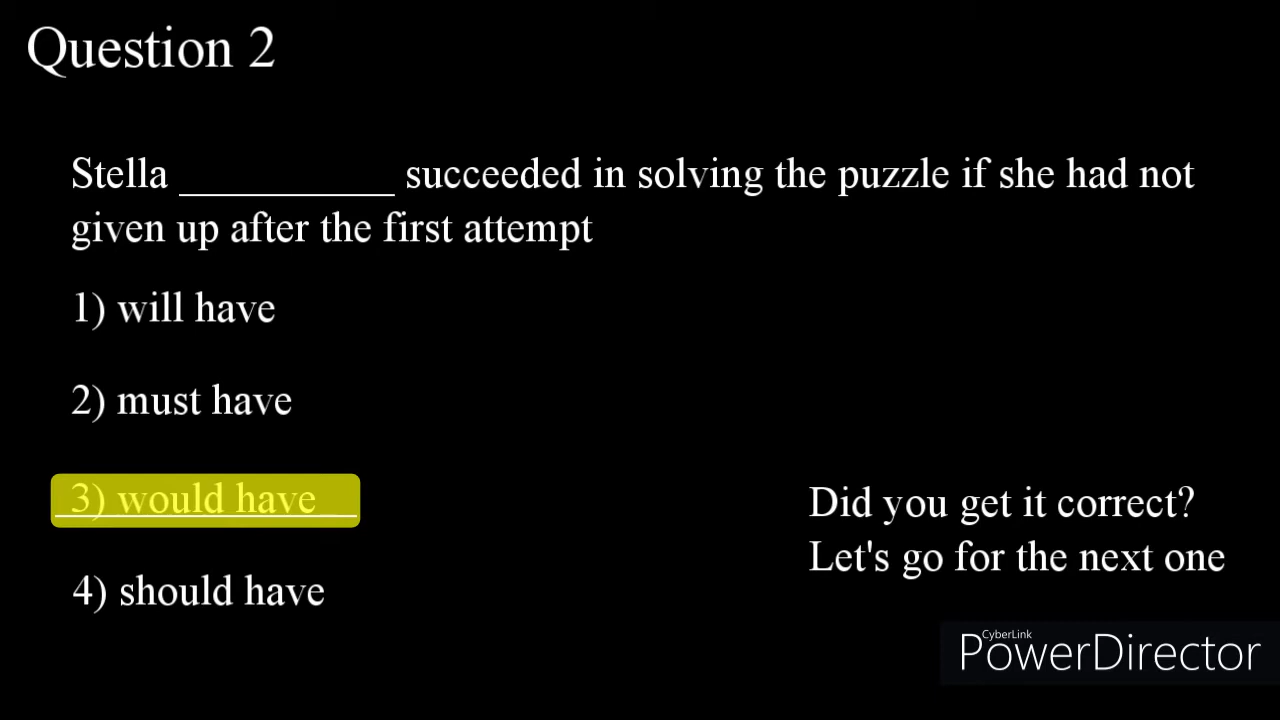 Question 2
Stella __________ succeeded in solving the puzzle if she had not
given up after the first attempt
1) will have
2) must have
3) would have
4) should have
Did you get it correct?
Let's go for the next one
CyberLink
PowerDirector